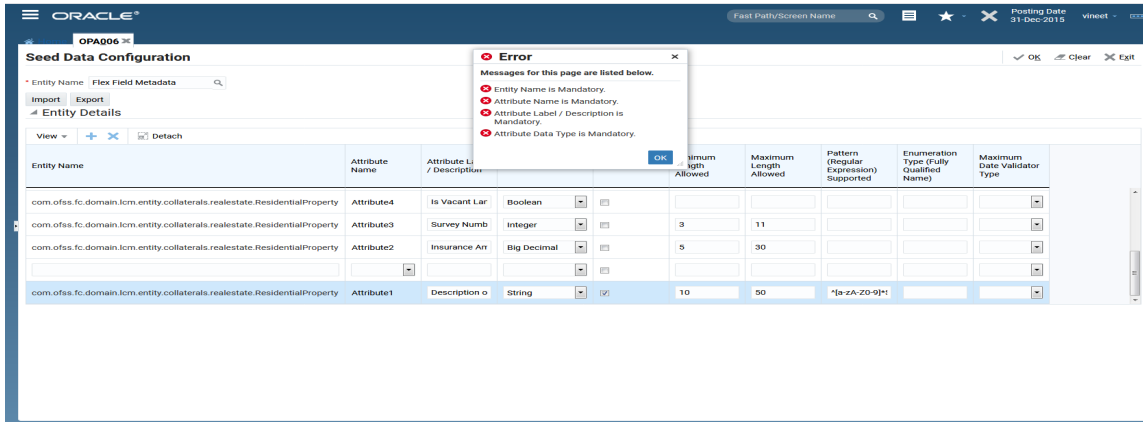 ORACLE®
Fast Path/Screen Name
Posting Date
31-Dec-2015
vineet
OPA006
Seed Data Configuration
OK Clear Exit
* Entity Name Flex Field Metadata
Import Export
Entity Details
View Detach
Error
Messages for this page are listed below.
Entity Name is Mandatory.
Attribute Name is Mandatory.
Attribute Label / Description is
Mandatory.
Attribute Data Type is Mandatory.
OK
Entity Name
Attribute
Name
Attribute La
/ Description
nimum
ngth
Allowed
Maximum
Length
Allowed
Pattern
(Regular
Expression)
Supported
Enumeration
Type (Fully
Qualified
Name)
Maximum
Date Validator
Type
com.ofss.fc.domain.lcm.entity.collaterals.realestate.ResidentialProperty Attribute4 Is Vacant Lar Boolean
com.ofss.fc.domain.lcm.entity.collaterals.realestate.ResidentialProperty Attribute3 Survey Numb Integer 3 11
com.ofss.fc.domain.lcm.entity.collaterals.realestate.ResidentialProperty Attribute2 Insurance Am Big Decimal 5 30
com.ofss.fc.domain.lcm.entity.collaterals.realestate.ResidentialProperty Attribute1 Description o String 10 50